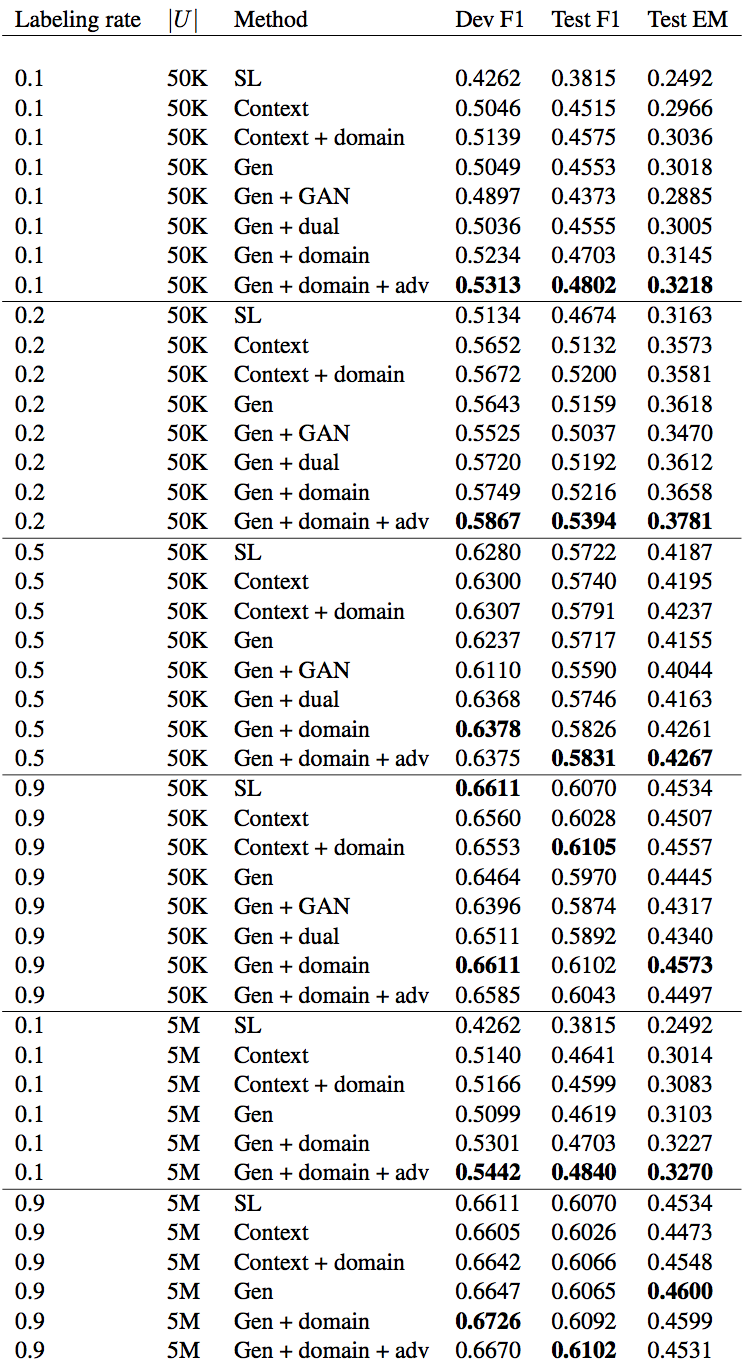 Labeling rate |U| Method Dev F1 Test F1 Test EM
0.1 50K SL 0.4262 0.3815 0.2492
0.1 50K Context 0.5046 0.4515 0.2966
0.1 50K Context + domain 0.5139 0.4575 0.3036
0.1 50K Gen 0.5049 0.4553 0.3018
0.1 50K Gen + GAN 0.4897 0.4373 0.2885
0.1 50K Gen + dual 0.5036 0.4555 0.3005
0.1 50K Gen + domain 0.5234 0.4703 0.3145
0.1 50K Gen + domain + adv 0.5313 0.4802 0.3218
0.2 50K SL 0.5134 0.4674 0.3163
0.2 50K Context 0.5652 0.5132 0.3573
0.2 50K Context + domain 0.5672 0.5200 0.3581
0.2 50K Gen 0.5643 0.5159 0.3618
0.2 50K Gen + GAN 0.5525 0.5037 0.3470
0.2 50K Gen + dual 0.5720 0.5192 0.3612
0.2 50K Gen + domain 0.5749 0.5216 0.3658
0.2 50K Gen + domain + adv 0.5867 0.5394 0.3781
0.5 50K SL 0.6280 0.5722 0.4187
0.5 50K Context 0.6300 0.5740 0.4195
0.5 50K Context + domain 0.6307 0.5791 0.4237
0.5 50K Gen 0.6237 0.5717 0.4155
0.5 50K Gen + GAN 0.6110 0.5590 0.4044
0.5 50K Gen + dual 0.6368 0.5746 0.4163
0.5 50K Gen + domain 0.6378 0.5826 0.4261
0.5 50K Gen + domain + adv 0.6375 0.5831 0.4267
0.9 50K SL 0.6611 0.6070 0.4534
0.9 50K Context 0.6560 0.6028 0.4507
0.9 50K Context + domain 0.6553 0.6105 0.4557
0.9 50K Gen 0.6464 0.5970 0.4445
0.9 50K Gen + GAN 0.6396 0.5874 0.4317
0.9 50K Gen + dual 0.6511 0.5892 0.4340
0.9 50K Gen + domain 0.6611 0.6102 0.4573
0.9 50K Gen + domain + adv 0.6585 0.6043 0.4497
0.1 5M SL 0.4262 0.3815 0.2492
0.1 5M Context 0.5140 0.4641 0.3014
0.1 5M Context + domain 0.5166 0.4599 0.3083
0.1 5M Gen 0.5099 0.4619 0.3103
0.1 5M Gen + domain 0.5301 0.4703 0.3227
0.1 5M Gen + domain + adv 0.5442 0.4840 0.3270
0.9 5M SL 0.6611 0.6070 0.4534
0.9 5M Context 0.6605 0.6026 0.4473
0.9 5M Context + domain 0.6642 0.6066 0.4548
0.9 5M Gen 0.6647 0.6065 0.4600
0.9 5M Gen + domain 0.6726 0.6092 0.4599
0.9 5M Gen + domain + adv 0.6670 0.6102 0.4531